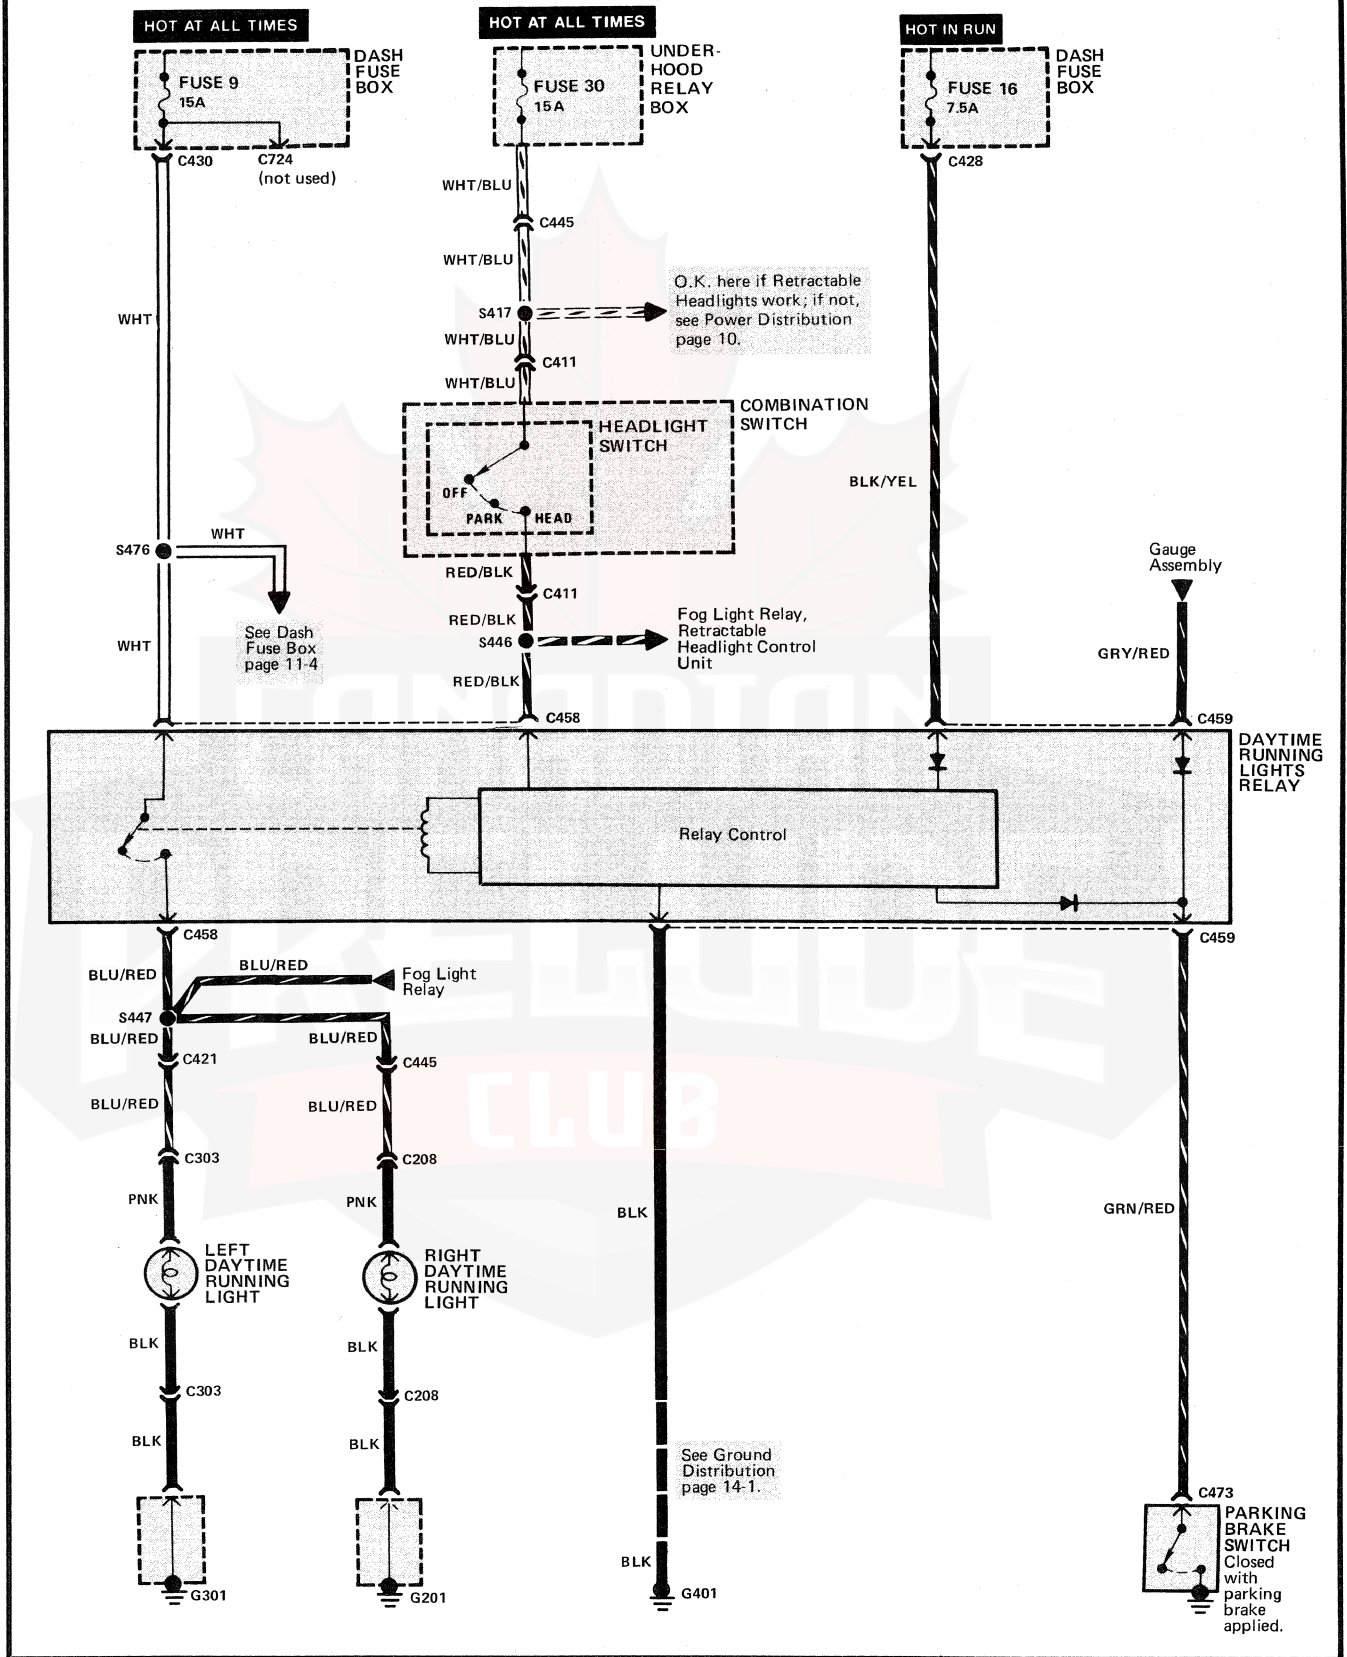 HOT AT ALL TIMES
HOT AT ALL TIMES
HOT IN RUN
FUSE 9
15A
DASH
FUSE
BOX
FUSE 30
15A
UNDER-
HOOD
RELAY
BOX
FUSE 16
7.5A
DASH
FUSE
BOX
C430
C724
(not used)
C428
WHT/BLU
C445
WHT/BLU
S417
O.K. here if Retractable
Headlights work; if not,
see Power Distribution
page 10.
WHT
WHT/BLU
C411
WHT/BLU
COMBINATION
SWITCH
HEADLIGHT
SWITCH
OFF
PARK
HEAD
BLK/YEL
S476
WHT
RED/BLK
C411
RED/BLK
S446
Fog Light Relay,
Retractable
Headlight Control
Unit
Gauge
Assembly
See Dash
Fuse Box
page 11-4
WHT
RED/BLK
GRY/RED
C458
C459
DAYTIME
RUNNING
LIGHTS
RELAY
Relay Control
CANADIAN
PRELUDE
CLUB
C458
C459
BLU/RED
BLU/RED
Fog Light
Relay
S447
BLU/RED
BLU/RED
C421
C445
BLU/RED
BLU/RED
C303
C208
PNK
PNK
BLK
GRN/RED
LEFT
DAYTIME
RUNNING
LIGHT
RIGHT
DAYTIME
RUNNING
LIGHT
BLK
BLK
C303
C208
BLK
BLK
See Ground
Distribution
page 14-1.
C473
PARKING
BRAKE
SWITCH
Closed
with
parking
brake
applied.
BLK
G301
G201
G401